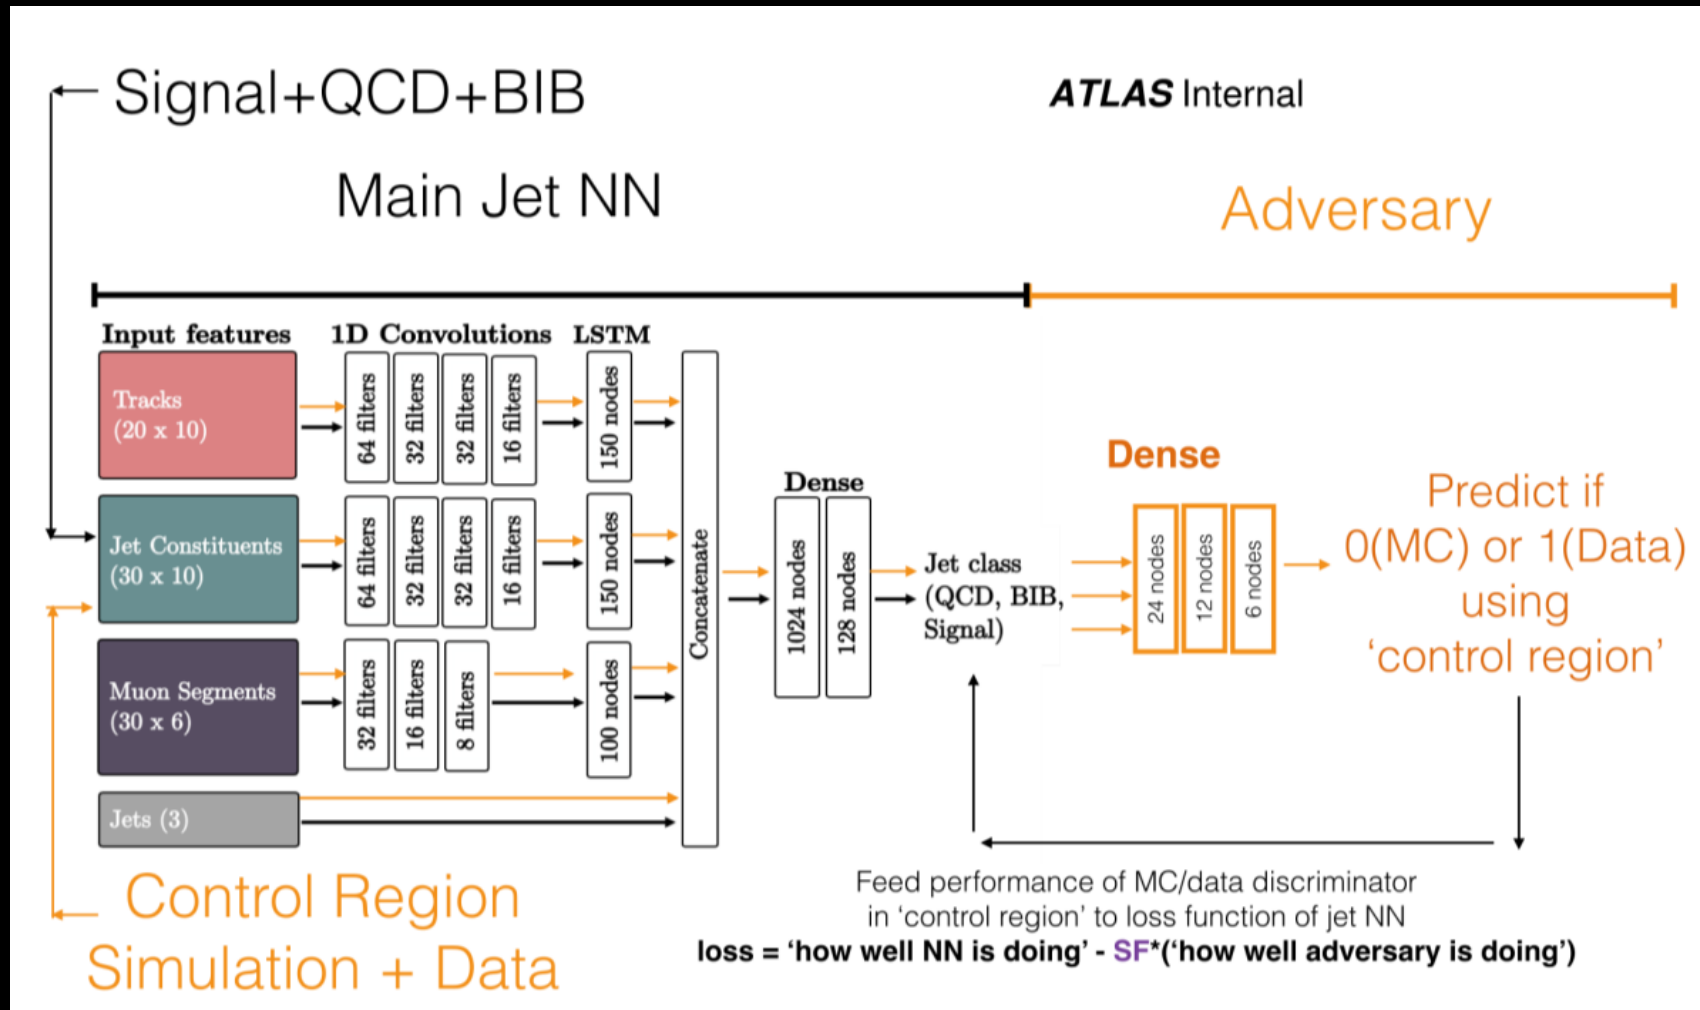 Signal+QCD+BIB
ATLAS Internal
Main Jet NN
Adversary
Input features
1D Convolutions
LSTM
Tracks
(20 x 10)
64 filters
32 filters
32 filters
16 filters
150 nodes
Jet Constituents
(30 x 10)
64 filters
32 filters
32 filters
16 filters
150 nodes
Muon Segments
(30 x 6)
32 filters
16 filters
8 filters
100 nodes
Jets (3)
Concatenate
Dense
1024 nodes
128 nodes
Jet class
(QCD, BIB,
Signal)
Dense
24 nodes
12 nodes
6 nodes
Predict if
0(MC) or 1(Data)
using
‘control region’
Control Region
Simulation + Data
Feed performance of MC/data discriminator
in ‘control region’ to loss function of jet NN
loss = ‘how well NN is doing’ - SF*(‘how well adversary is doing’)